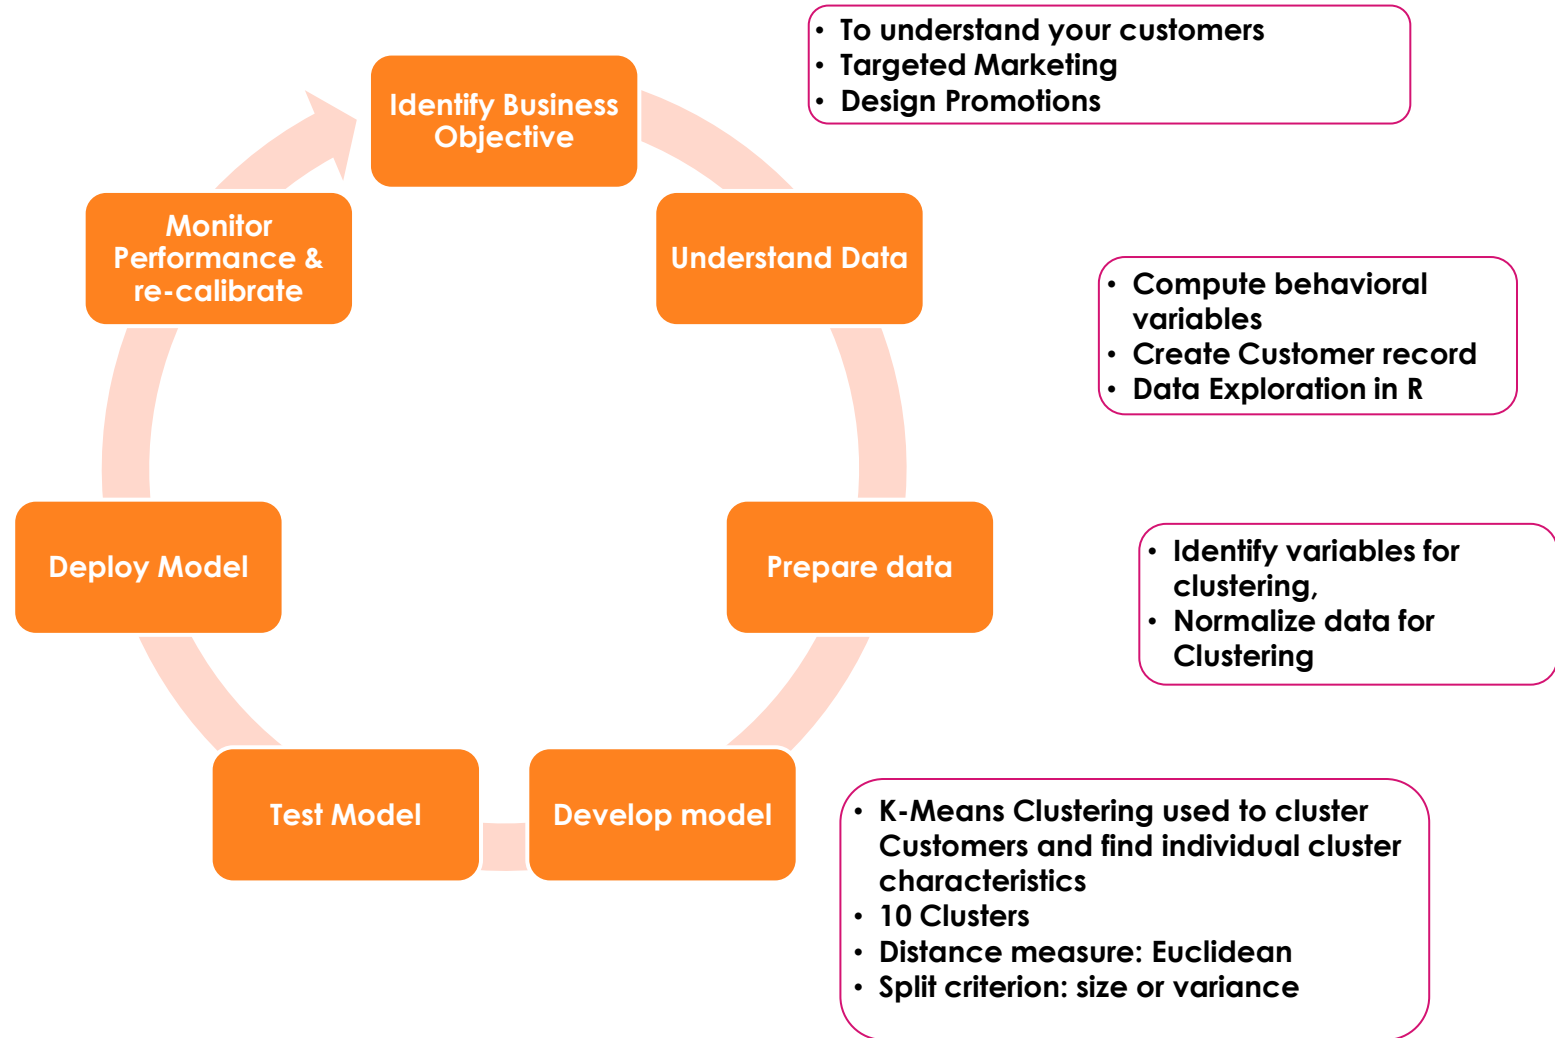 Identify Business
Objective
• To understand your customers
• Targeted Marketing
• Design Promotions
Understand Data
• Compute behavioral
variables
• Create Customer record
• Data Exploration in R
Prepare data
• Identify variables for
clustering,
• Normalize data for
Clustering
Develop model
• K-Means Clustering used to cluster
Customers and find individual cluster
characteristics
• 10 Clusters
• Distance measure: Euclidean
• Split criterion: size or variance
Test Model
Deploy Model
Monitor
Performance &
re-calibrate